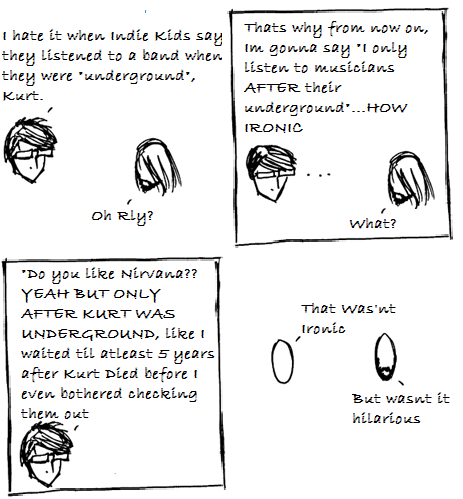 I hate it when Indie Kids say
they listened to a band when
they were "underground",
Kurt.
Oh Rly?
Thats why from now on,
Im gonna say "I only
listen to musicians
AFTER their
underground"...HOW
IRONIC
...
What?
"Do you like Nirvana??
YEAH BUT ONLY
AFTER KURT WAS
UNDERGROUND, like I
waited til atleast 5 years
after Kurt Died before I
even bothered checking
them out
That Was'nt
Ironic
But wasnt it
hilarious